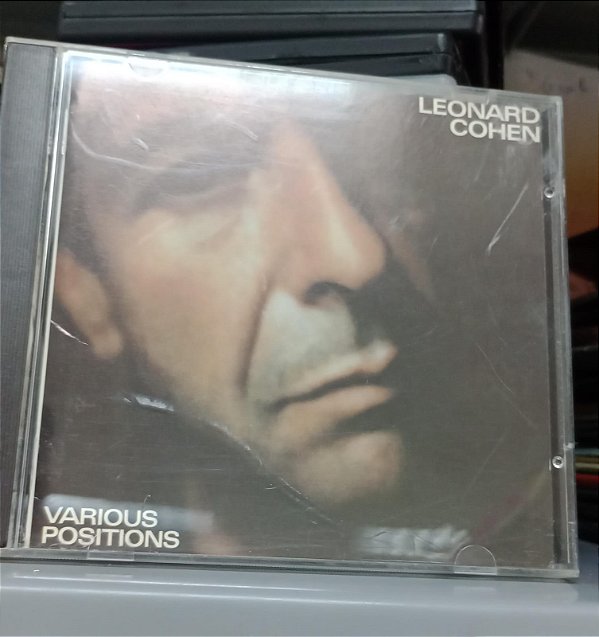 LEONARD
COHEN
VARIOUS
POSITIONS